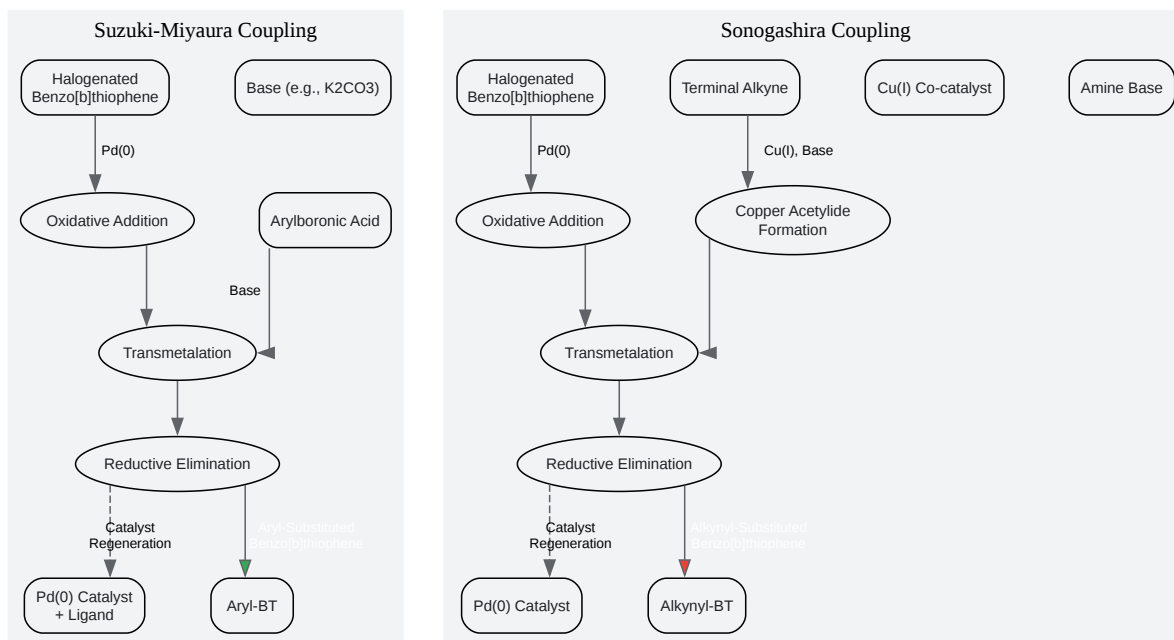 Suzuki-Miyaura Coupling
Halogenated
Benzo[b]thiophene
Base (e.g., K2CO3)
Pd(0)
Oxidative Addition
Arylboronic Acid
Base
Transmetalation
Reductive Elimination
Catalyst
Regeneration
Aryl-Substituted
Benzo[b]thiophene
Pd(0) Catalyst
+ Ligand
Aryl-BT
Sonogashira Coupling
Halogenated
Benzo[b]thiophene
Terminal Alkyne
Cu(I) Co-catalyst
Amine Base
Pd(0)
Cu(I), Base
Oxidative Addition
Copper Acetylide
Formation
Transmetalation
Reductive Elimination
Catalyst
Regeneration
Alkynyl-Substituted
Benzo[b]thiophene
Pd(0) Catalyst
Alkynyl-BT